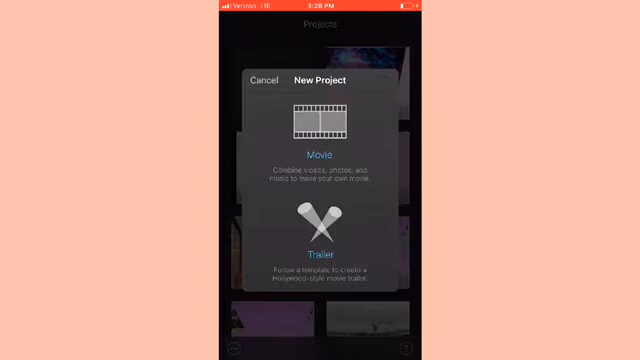 Verizon LTE 3:28 PM
Projects
Cancel New Project
Movie
Combine videos, photos, and
music to make your own movie.
Trailer
Follow a template to create a
Hollywood-style movie trailer.